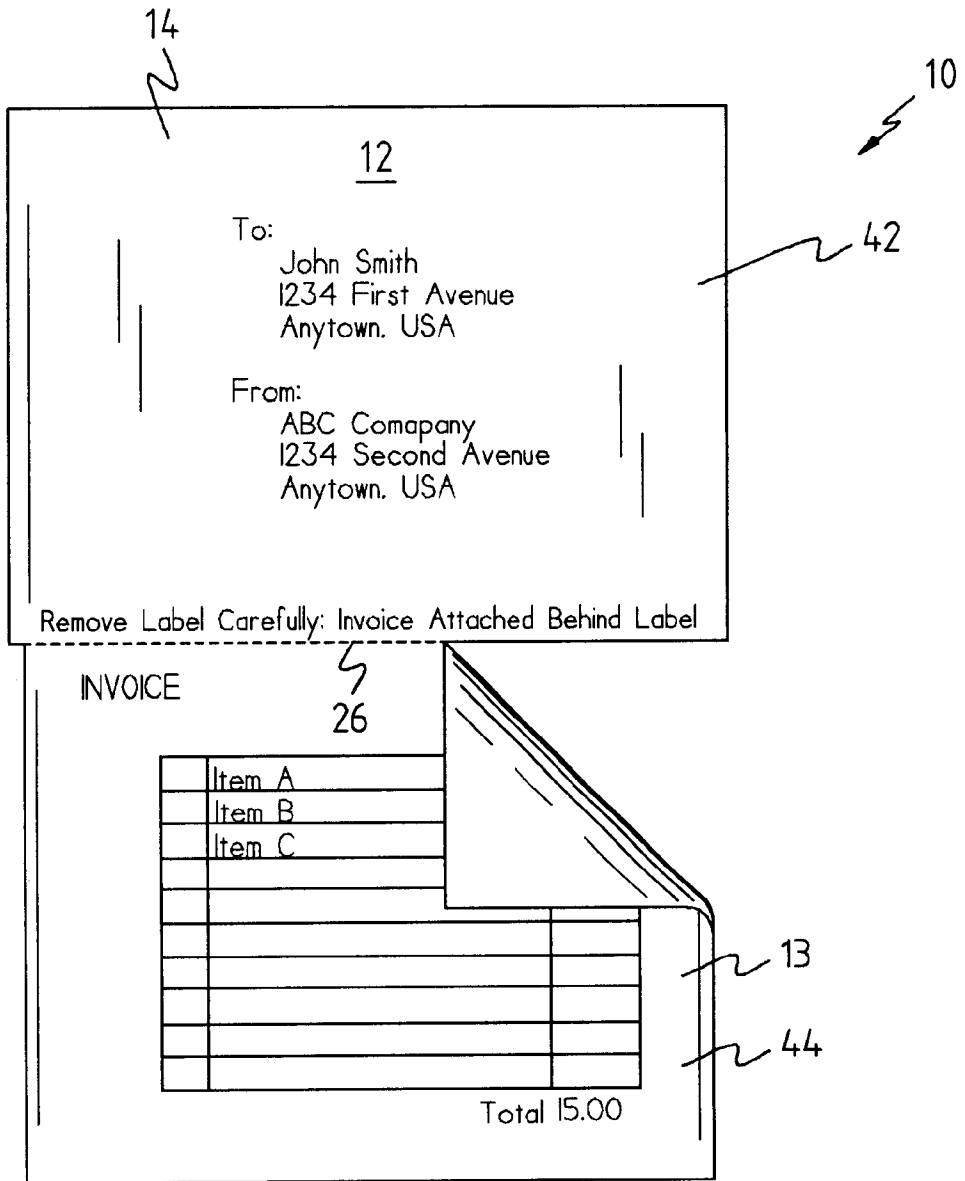 14
10
12
42
To:
John Smith
1234 First Avenue
Anytown. USA
From:
ABC Comapany
1234 Second Avenue
Anytown. USA
Remove Label Carefully: Invoice Attached Behind Label
INVOICE
26
Item A
Item B
Item C
13
44
Total 15.00